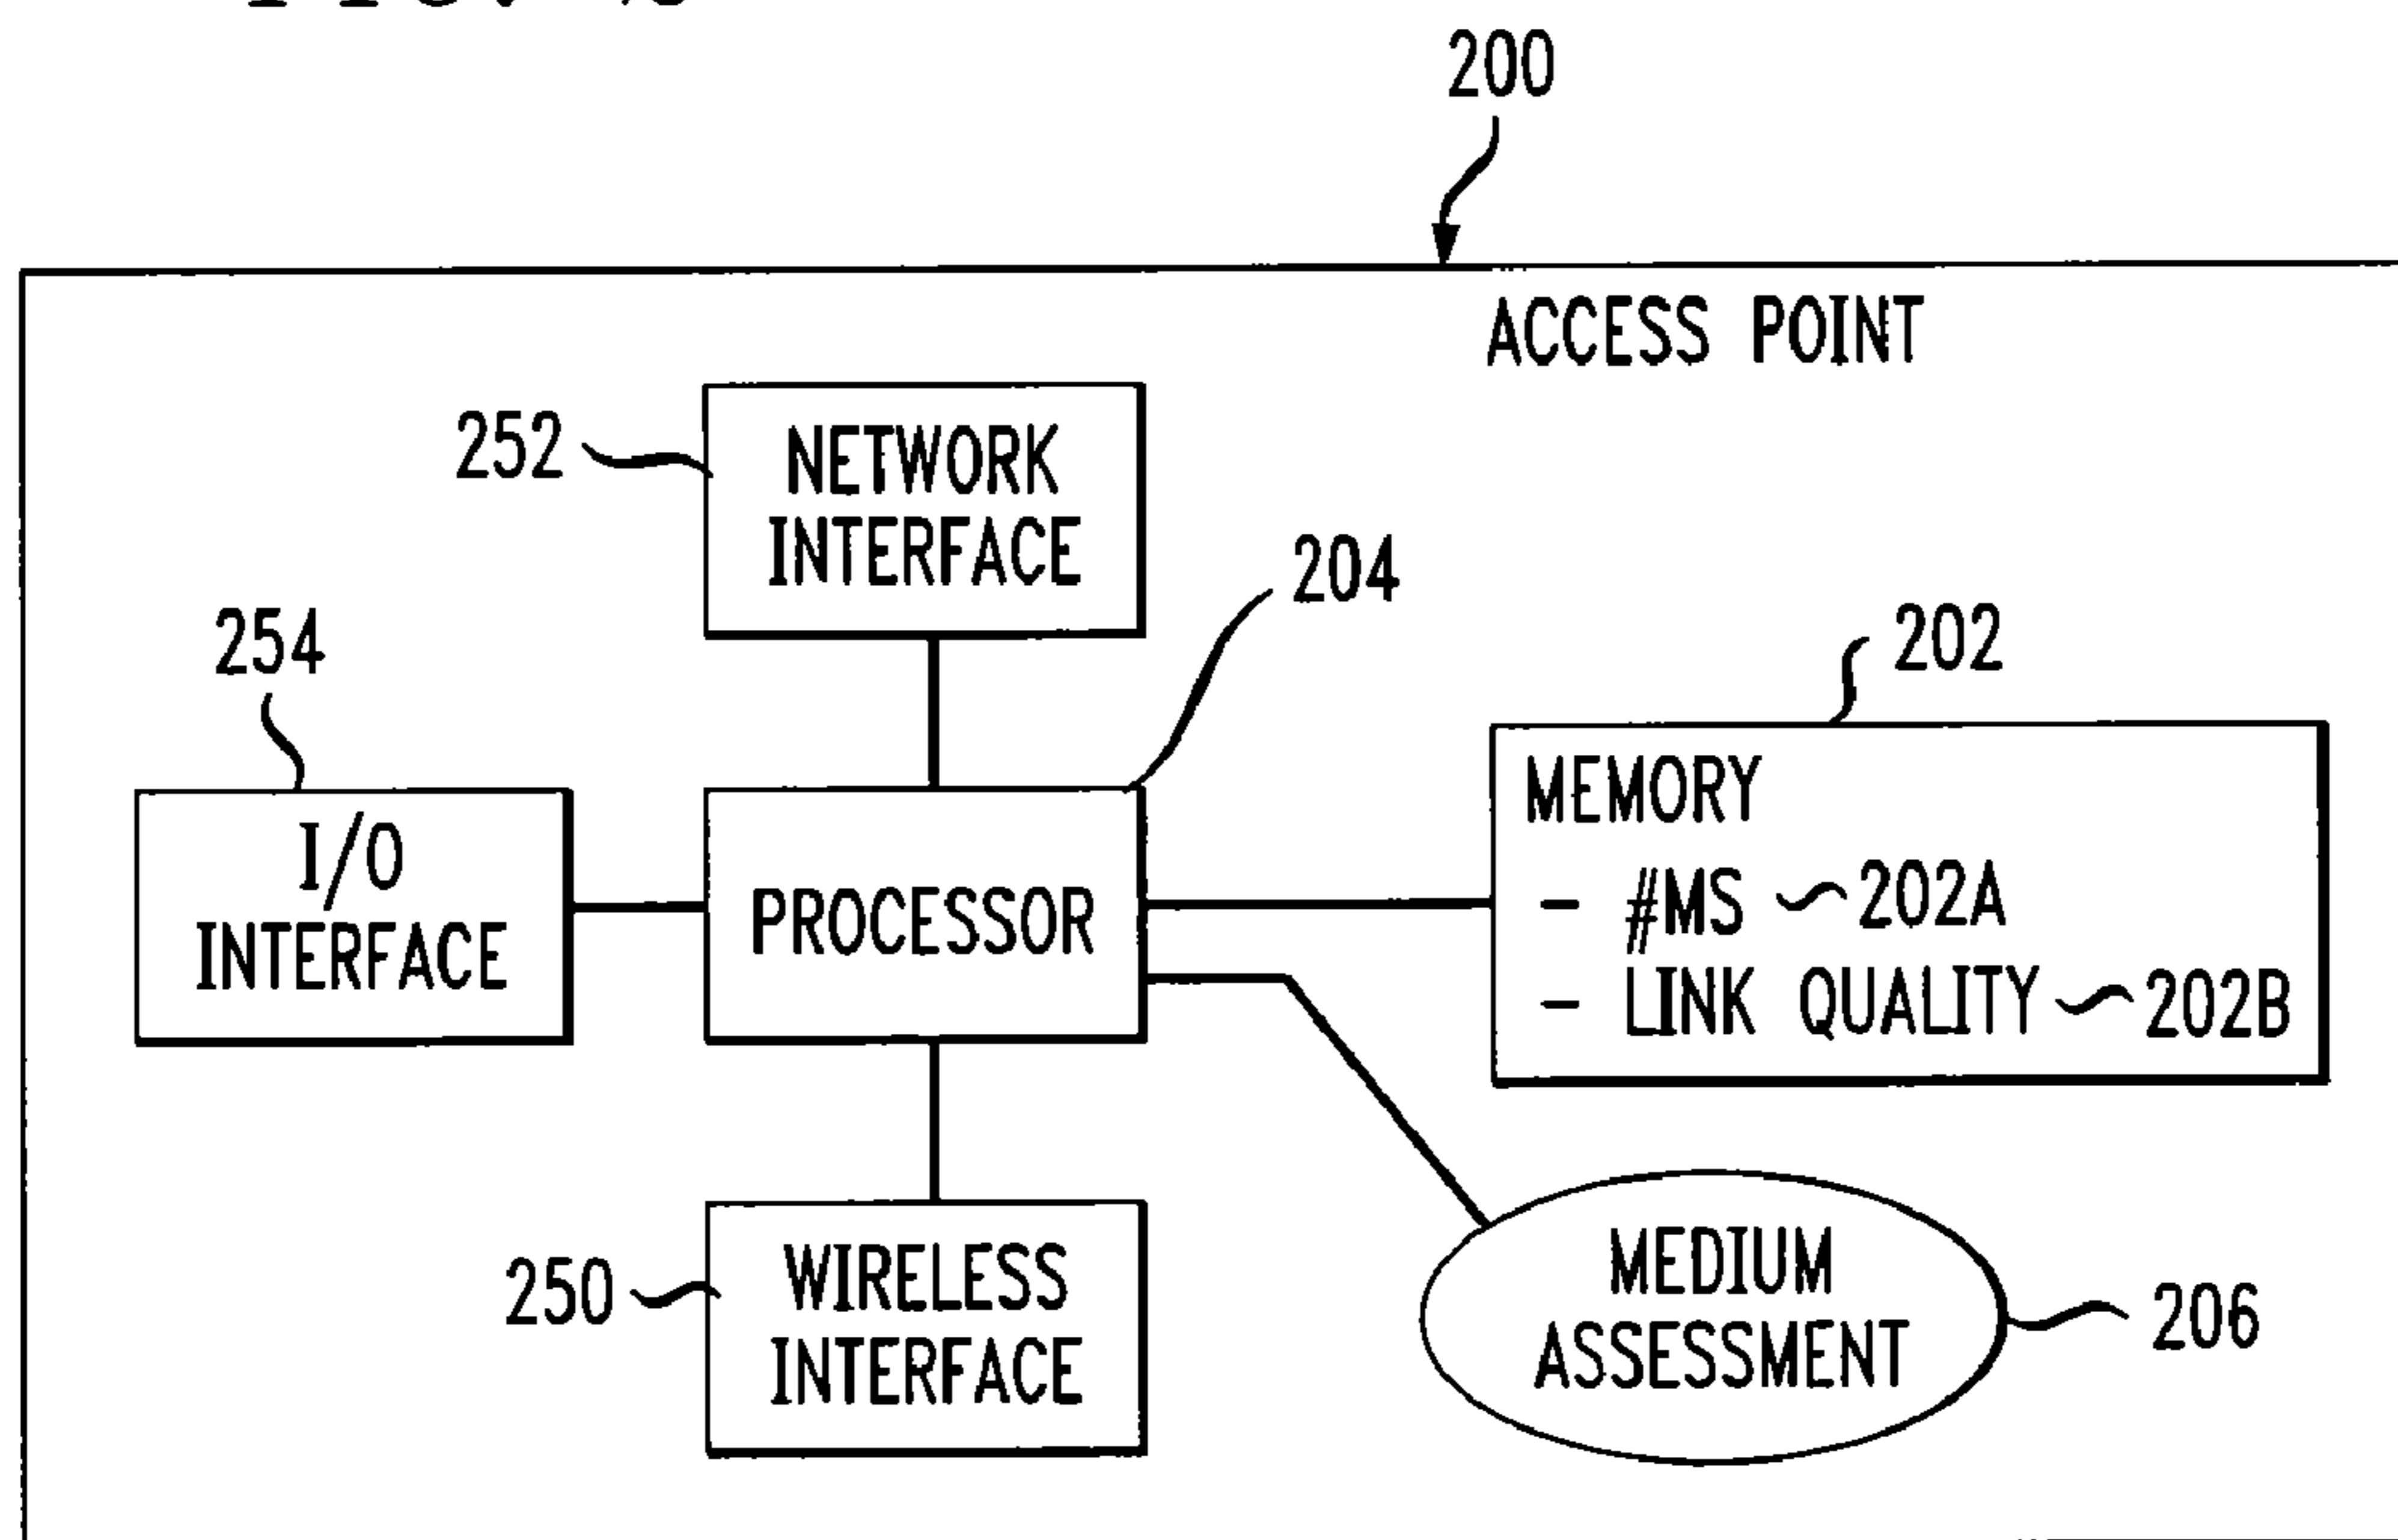 200
ACCESS POINT
252
NETWORK
INTERFACE
204
254
202
I/O
INTERFACE
PROCESSOR
MEMORY
- #MS 202A
- LINK QUALITY 202B
250
WIRELESS
INTERFACE
MEDIUM
ASSESSMENT
206